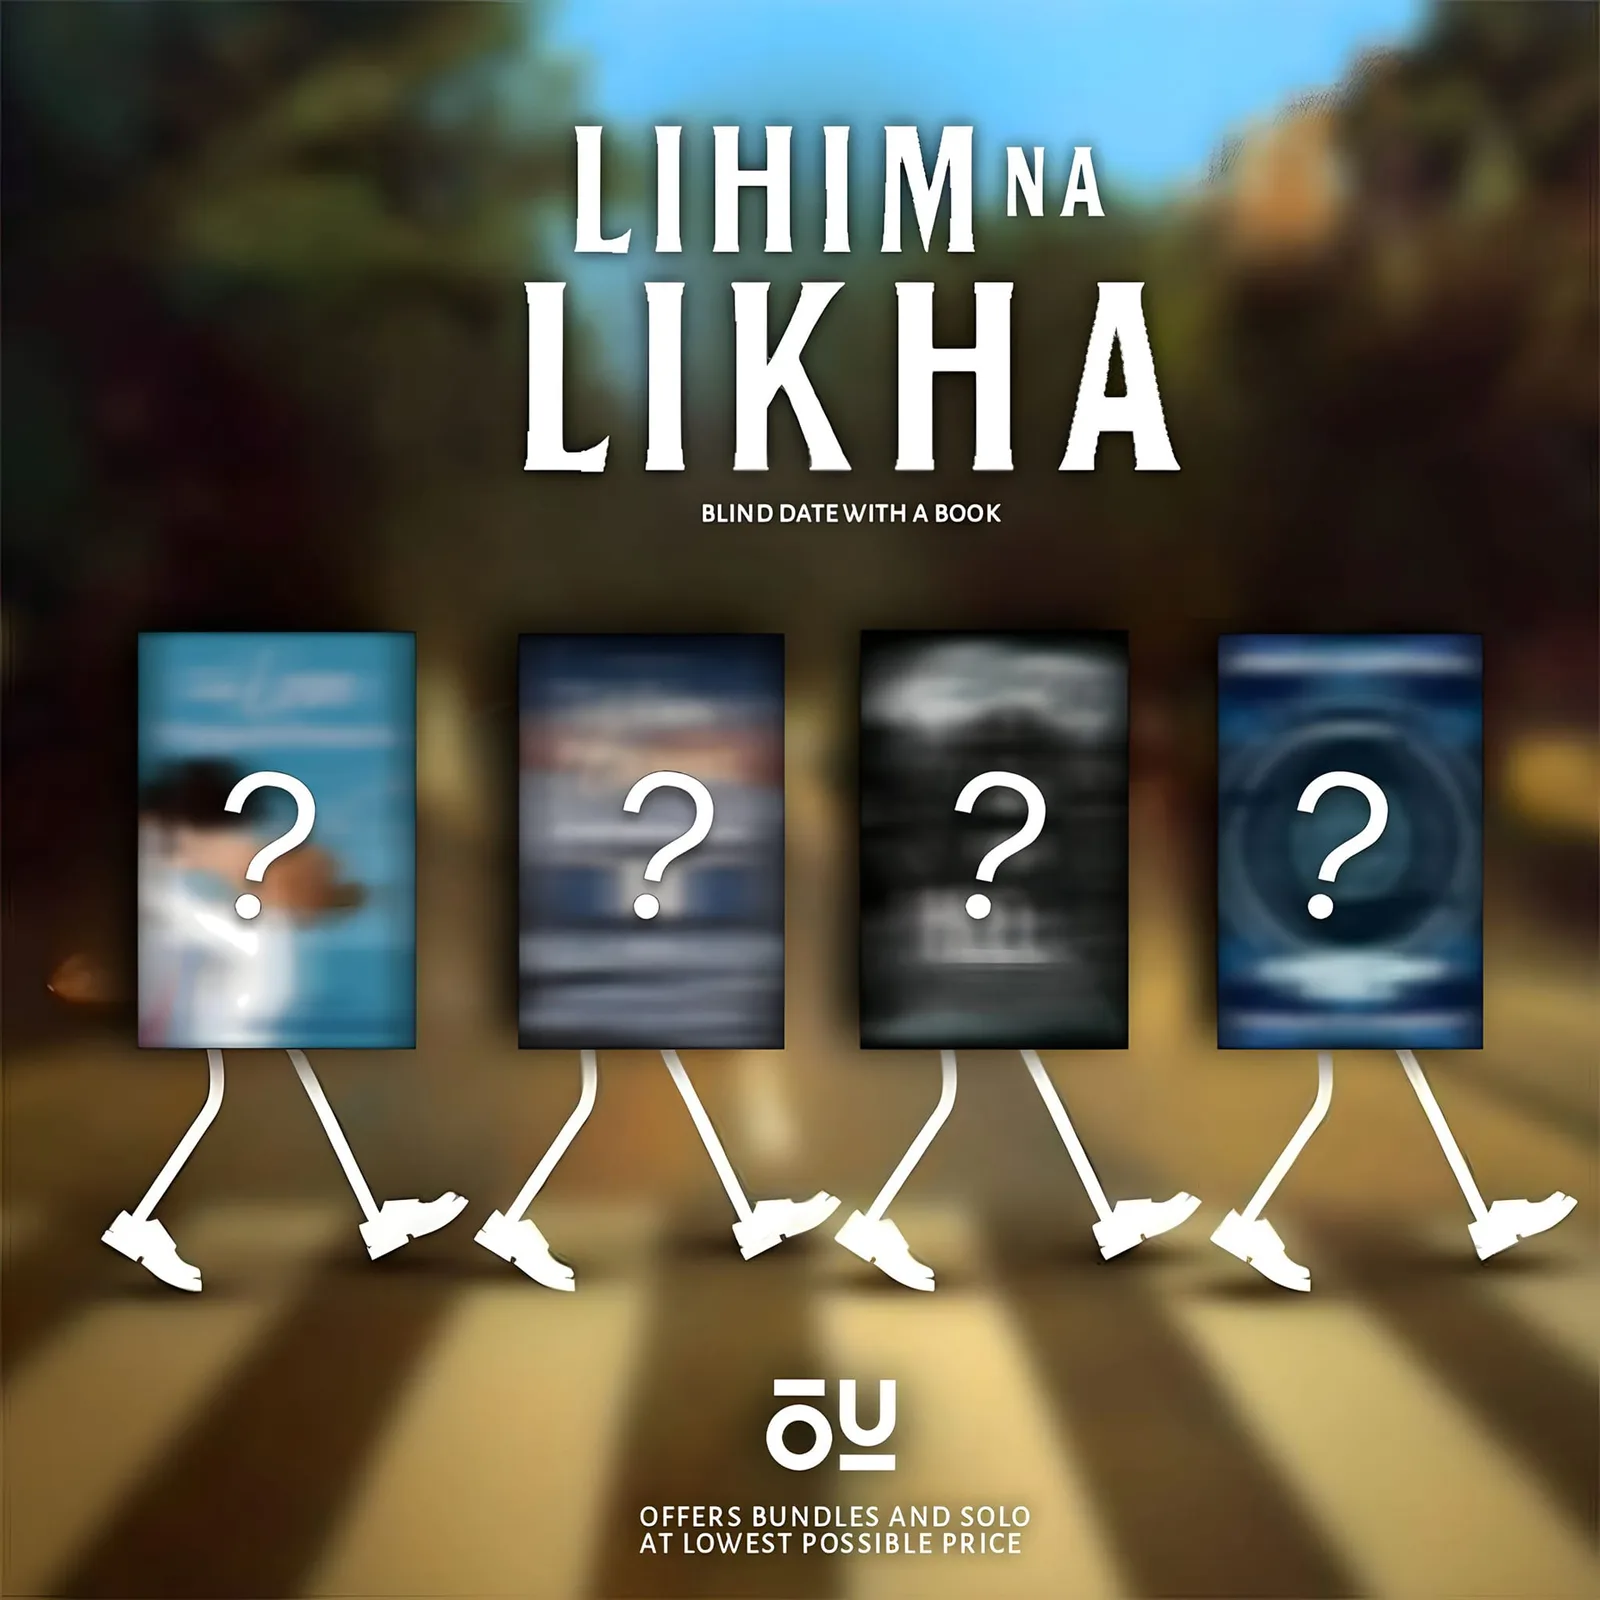 LIHIM NA
LIKHA
BLIND DATE WITH A BOOK
?
?
?
?
OU
OFFERS BUNDLES AND SOLO
AT LOWEST POSSIBLE PRICE